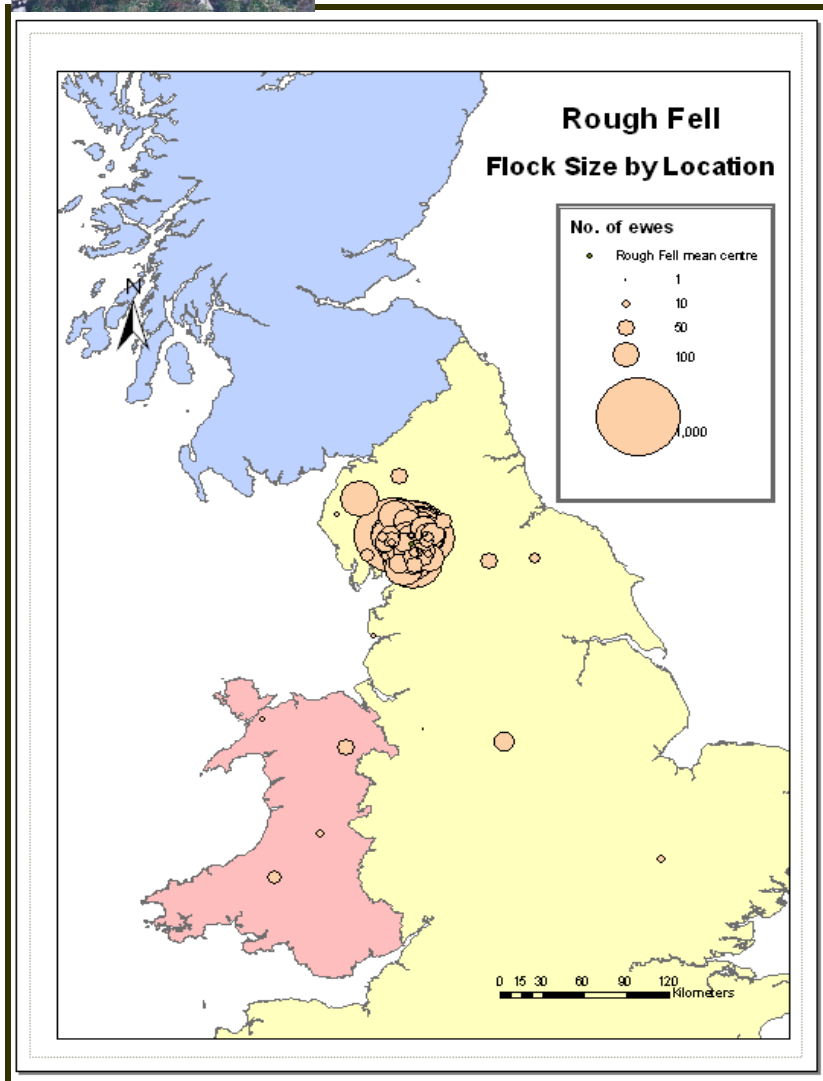 Rough Fell
Flock Size by Location
No. of ewes
Rough Fell mean centre
1
10
50
100
1,000
N
0 15 30 60 90 120
Kilometers